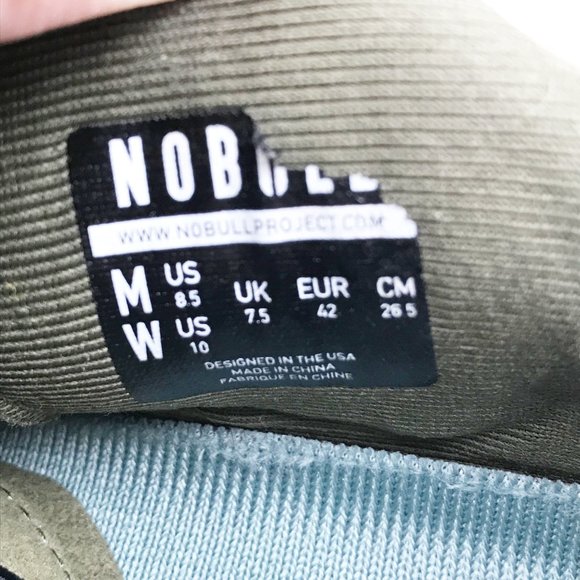 NOBULL
WWW.NOBULLPROJECT.COM
M US 8.5 UK 7.5 EUR 42 CM 26.5
W US 10
DESIGNED IN THE USA
MADE IN CHINA
FABRIQUE EN CHINE